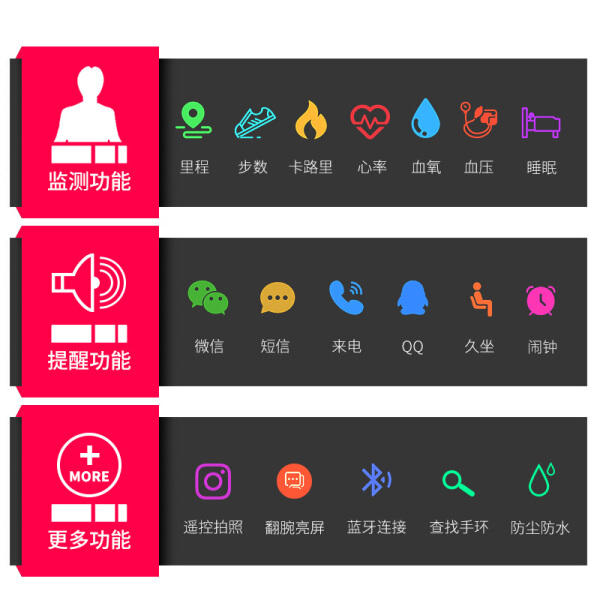 监测功能
里程 步数 卡路里 心率 血氧 血压 睡眠
提醒功能
微信 短信 来电 QQ 久坐 闹钟
MORE
更多功能
遥控拍照 翻腕亮屏 蓝牙连接 查找手环 防尘防水